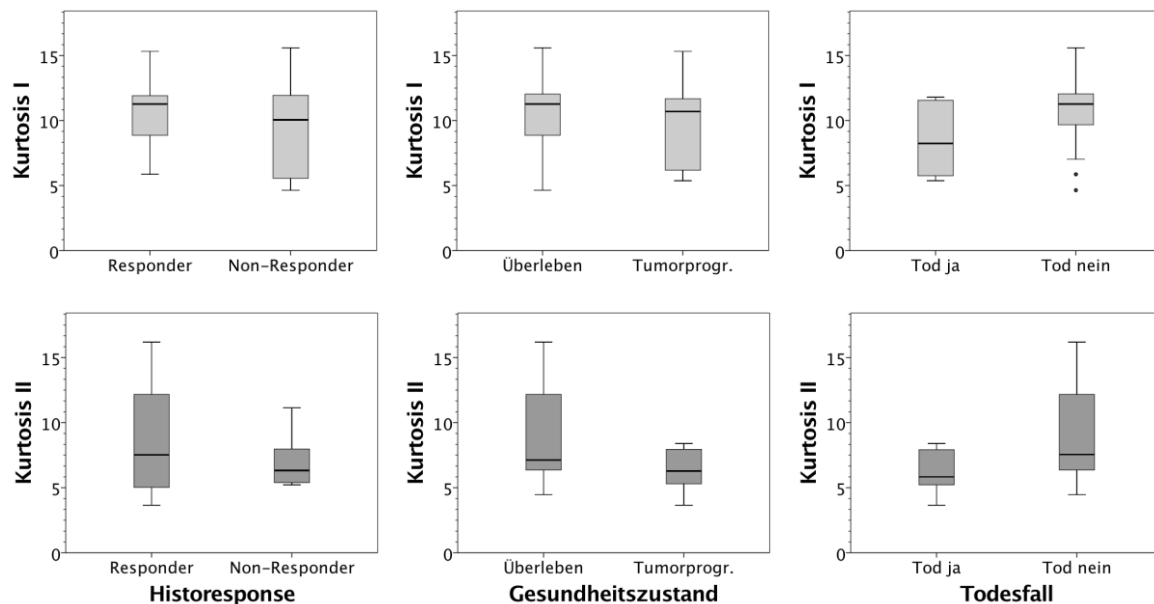 Kurtosis I
15
10
5
0
Responder Non-Responder
Kurtosis I
15
10
5
0
Überleben Tumorprogr.
Kurtosis I
15
10
5
0
Tod ja Tod nein
Kurtosis II
15
10
5
0
Responder Non-Responder
Historesponse
Kurtosis II
15
10
5
0
Überleben Tumorprogr.
Gesundheitszustand
Kurtosis II
15
10
5
0
Tod ja Tod nein
Todesfall